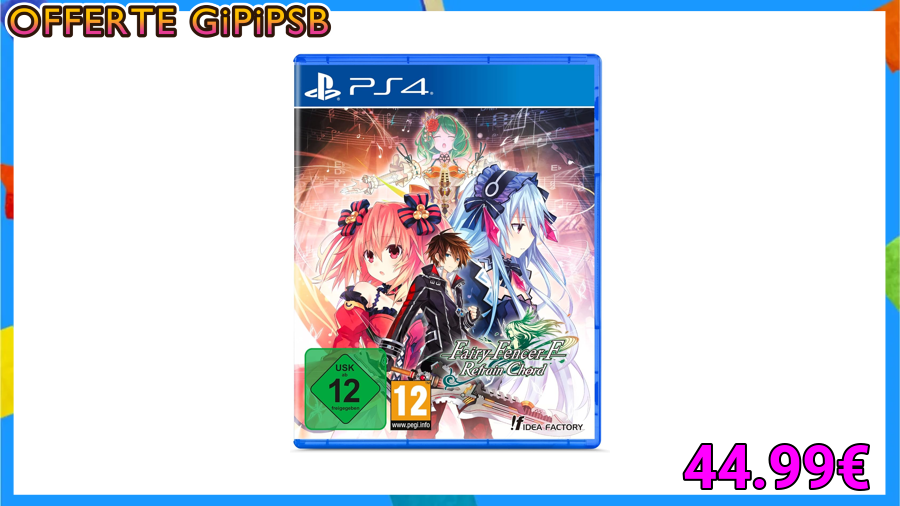 OFFERTE GiPiPSB
PS4
Fairy Fencer F
Refrain Chord
USK
ab
12
freigegeben
12
www.pegi.info
IDEA FACTORY
44.99€